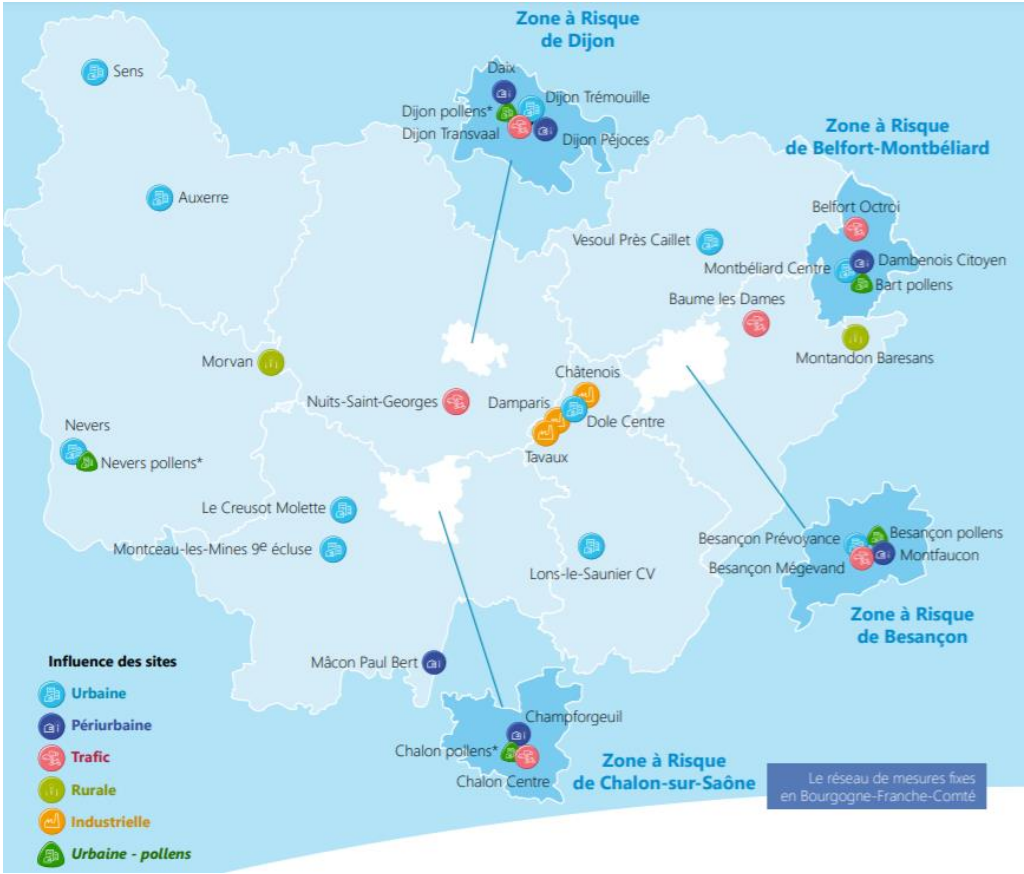 Zone à Risque
de Dijon
Sens
Daix
Dijon pollens*
Dijon Trémouille
Dijon Transvaal
Dijon Péjoces
Zone à Risque
de Belfort-Montbéliard
Auxerre
Belfort Octroi
Vesoul Près Caillet
Montbéliard Centre
Dambenois Citoyen
Bart pollens
Baume les Dames
Montandon Baresans
Morvan
Châtenois
Nuits-Saint-Georges
Damparis
Dole Centre
Tavaux
Nevers
Nevers pollens*
Le Creusot Molette
Montceau-les-Mines 9e écluse
Lons-le-Saunier CV
Besançon Prévoyance
Besançon pollens
Montfaucon
Besançon Mégevand
Zone à Risque
de Besançon
Mâcon Paul Bert
Champforgeuil
Chalon pollens*
Chalon Centre
Zone à Risque
de Chalon-sur-Saône
Influence des sites
Urbaine
Périurbaine
Trafic
Rurale
Industrielle
Urbaine - pollens
Le réseau de mesures fixes
en Bourgogne-Franche-Comté